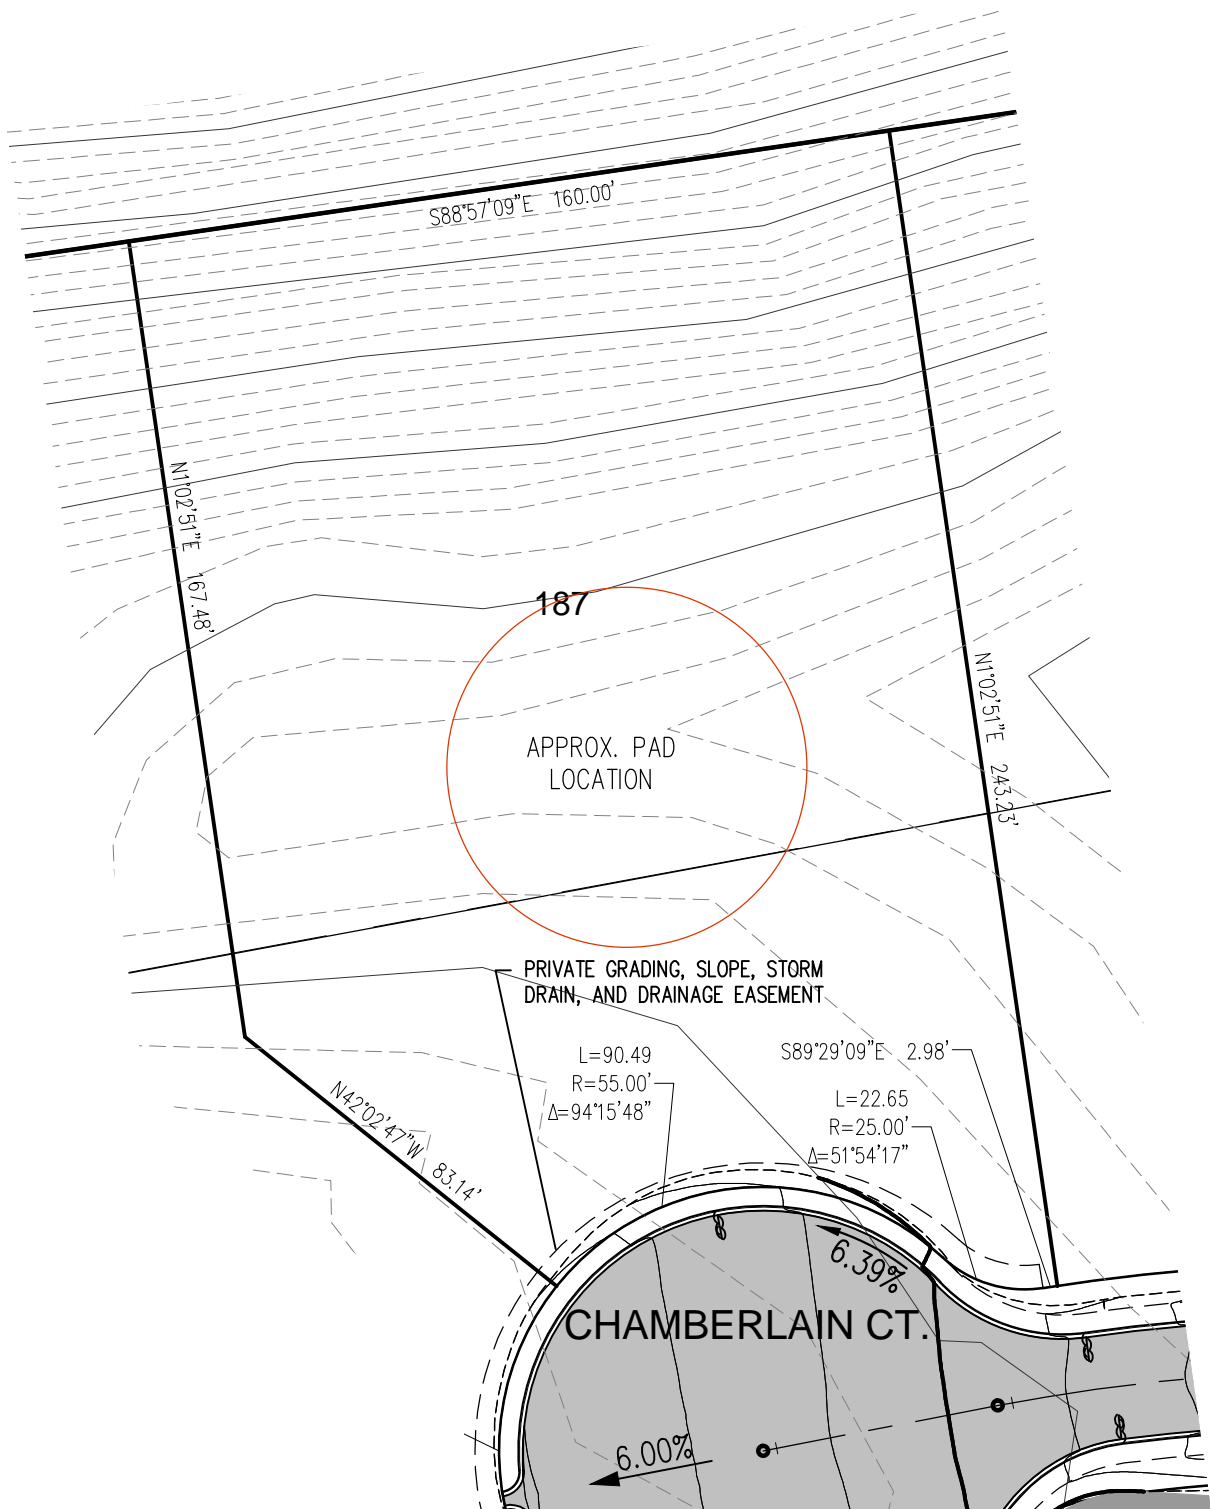 S88°57'09"E 160.00'
N1°02'51"E 167.48'
187
N1°02'51"E 243.23'
APPROX. PAD
LOCATION
PRIVATE GRADING, SLOPE, STORM
DRAIN, AND DRAINAGE EASEMENT
L=90.49
R=55.00'
Δ=94°15'48"
S89°29'09"E 2.98'
L=22.65
R=25.00'
Δ=51°54'17"
N42°02'47"W 83.14'
6.39%
CHAMBERLAIN CT.
6.00%